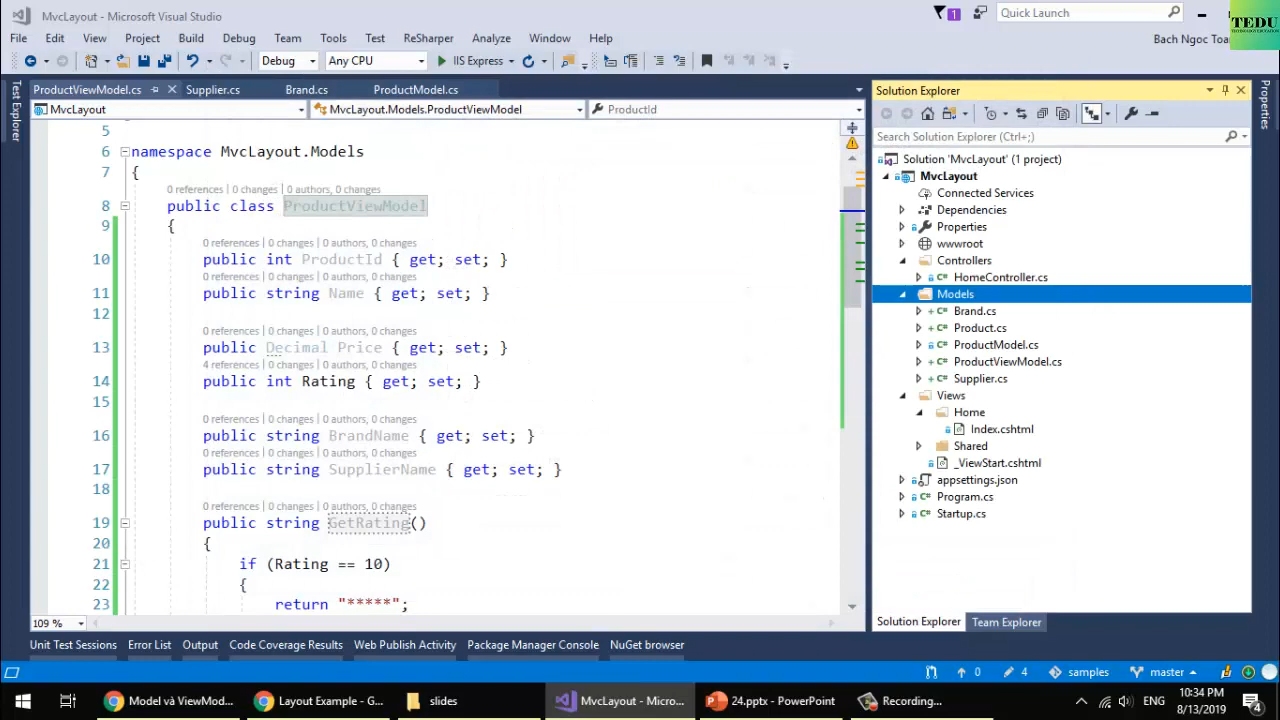 MvcLayout - Microsoft Visual Studio
1
Quick Launch
TEDU
File Edit View Project Build Debug Team Tools Test ReSharper Analyze Window Help
Bach Ngoc Toan
Debug Any CPU IIS Express
ProductViewModel.cs Supplier.cs Brand.cs ProductModel.cs
MvcLayout MvcLayout.Models.ProductViewModel ProductId
Test Explorer
5
6 namespace MvcLayout.Models
7 {
0 references | 0 changes | 0 authors, 0 changes
8 public class ProductViewModel
9 {
0 references | 0 changes | 0 authors, 0 changes
10 public int ProductId { get; set; }
0 references | 0 changes | 0 authors, 0 changes
11 public string Name { get; set; }
12
0 references | 0 changes | 0 authors, 0 changes
13 public Decimal Price { get; set; }
4 references | 0 changes | 0 authors, 0 changes
14 public int Rating { get; set; }
15
0 references | 0 changes | 0 authors, 0 changes
16 public string BrandName { get; set; }
0 references | 0 changes | 0 authors, 0 changes
17 public string SupplierName { get; set; }
18
0 references | 0 changes | 0 authors, 0 changes
19 public string GetRating()
20 {
21 if (Rating == 10)
22 {
23 return "*****";
109 %
Solution Explorer
Search Solution Explorer (Ctrl+;)
Solution 'MvcLayout' (1 project)
MvcLayout
Connected Services
Dependencies
Properties
wwwroot
Controllers
HomeController.cs
Models
Brand.cs
Product.cs
ProductModel.cs
ProductViewModel.cs
Supplier.cs
Views
Home
Index.cshtml
Shared
_ViewStart.cshtml
appsettings.json
Program.cs
Startup.cs
Solution Explorer Team Explorer
Properties
Unit Test Sessions Error List Output Code Coverage Results Web Publish Activity Package Manager Console NuGet browser
0 4 samples master
Model và ViewMod... Layout Example - G... slides MvcLayout - Micros... 24.pptx - PowerPoint Recording... ENG 10:34 PM
8/13/2019 4